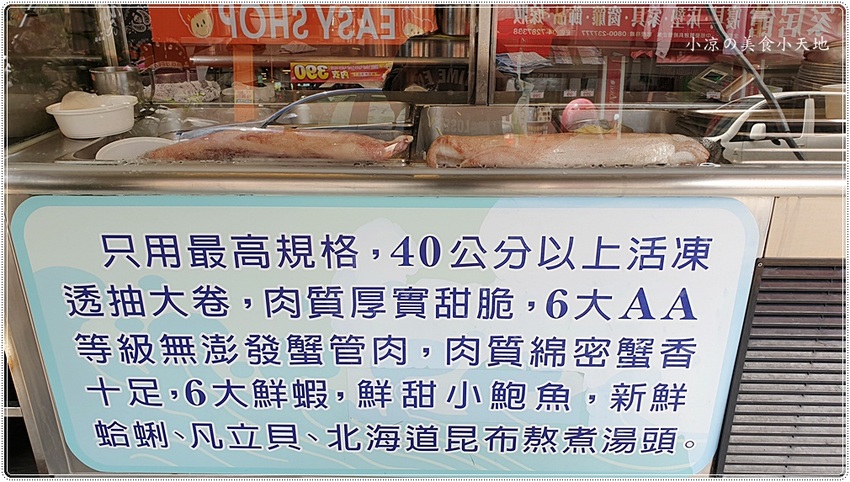 EASY SHOP
390
小凉の美食小天地
只用最高規格，40公分以上活凍
透抽大卷，肉質厚實甜脆，6大AA
等級無澎發蟹管肉，肉質綿密蟹香
十足，6大鮮蝦，鮮甜小鮑魚，新鮮
蛤蜊、凡立貝、北海道昆布熬煮湯頭。